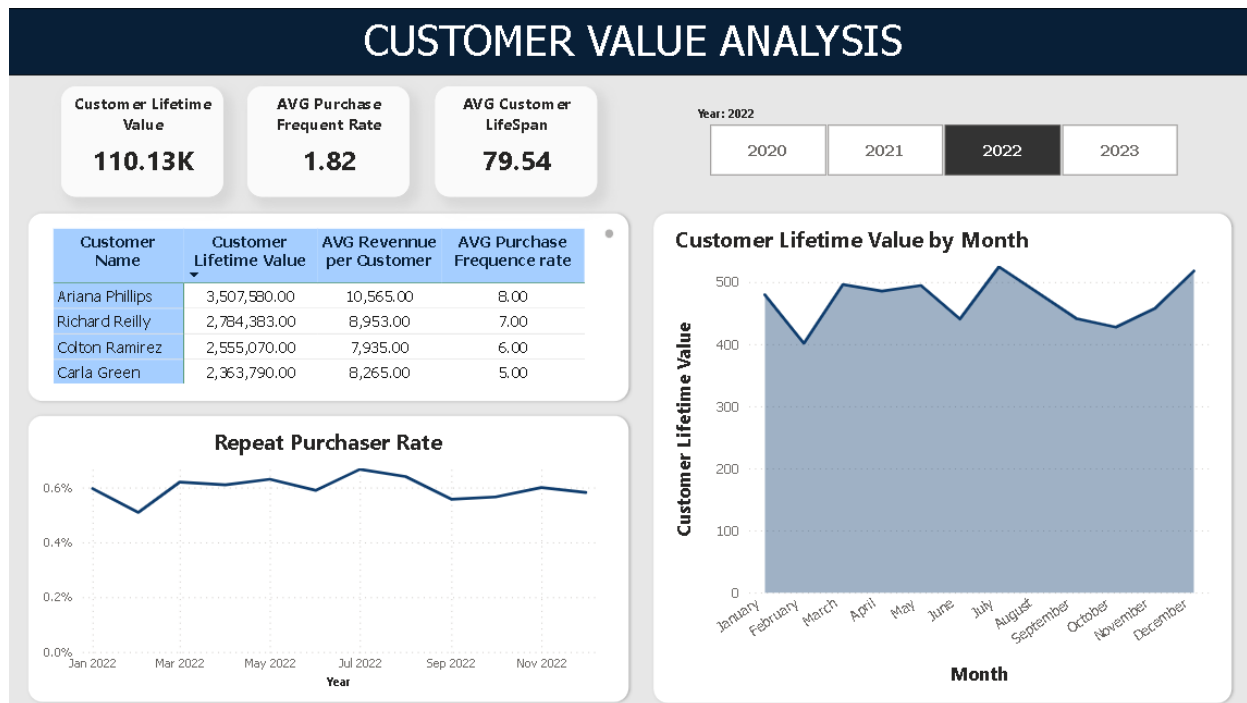 CUSTOMER VALUE ANALYSIS
Customer Lifetime
Value
110.13K
AVG Purchase
Frequent Rate
1.82
AVG Customer
LifeSpan
79.54
Year: 2022
2020 2021 2022 2023
Customer Name Customer Lifetime Value AVG Revennue per Customer AVG Purchase Frequence rate
Ariana Phillips 3,507,580.00 10,565.00 8.00
Richard Reilly 2,784,383.00 8,953.00 7.00
Colton Ramirez 2,555,070.00 7,935.00 6.00
Carla Green 2,363,790.00 8,265.00 5.00
Repeat Purchaser Rate
0.6%
0.4%
0.2%
0.0%
Jan 2022 Mar 2022 May 2022 Jul 2022 Sep 2022 Nov 2022
Year
Customer Lifetime Value by Month
Customer Lifetime Value
500
400
300
200
100
0
January February March April May June July August September October November December
Month